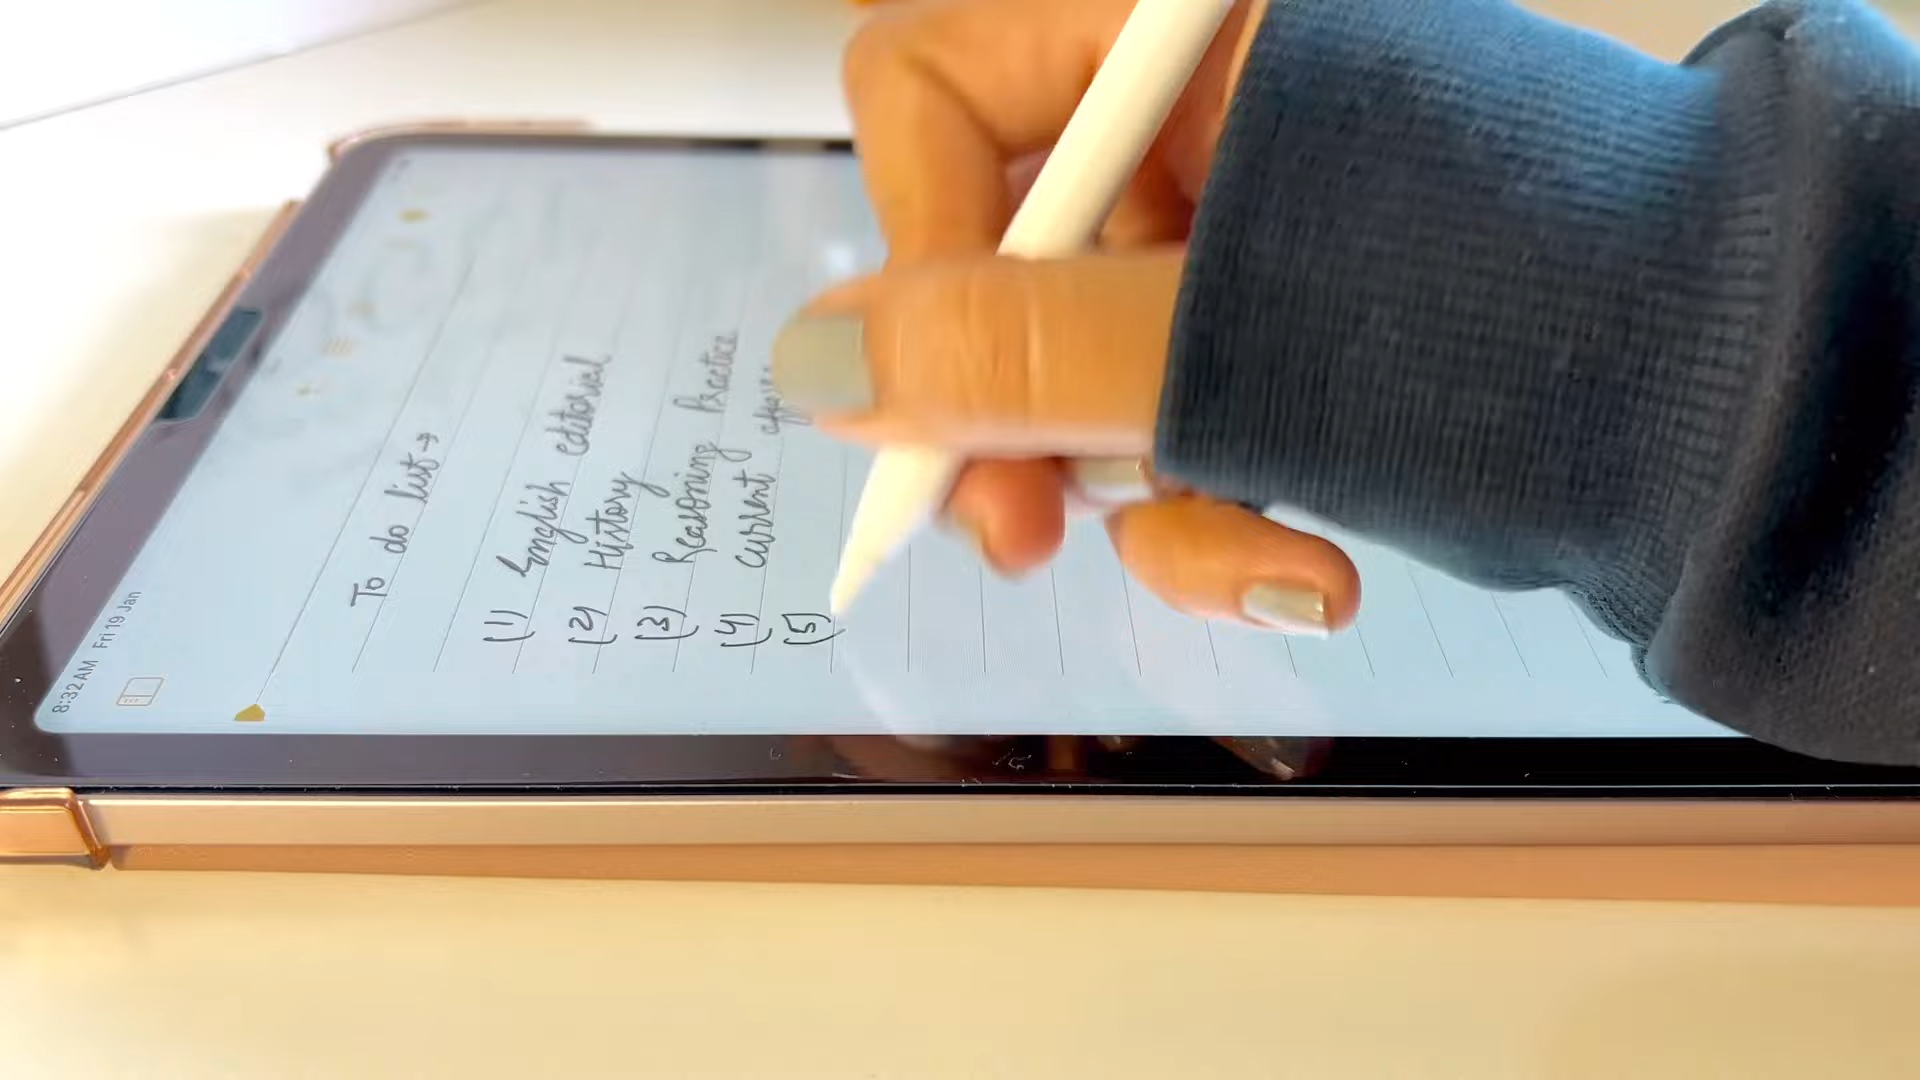 8:32 AM Fri 19 Jan
To do list →
(1) English editorial
(2) History
(3) Reasoning Practice
(4) current affairs
(5)